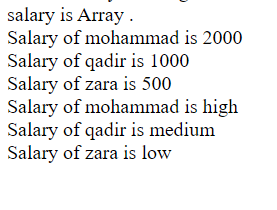 salary is Array .
Salary of mohammad is 2000
Salary of qadir is 1000
Salary of zara is 500
Salary of mohammad is high
Salary of qadir is medium
Salary of zara is low